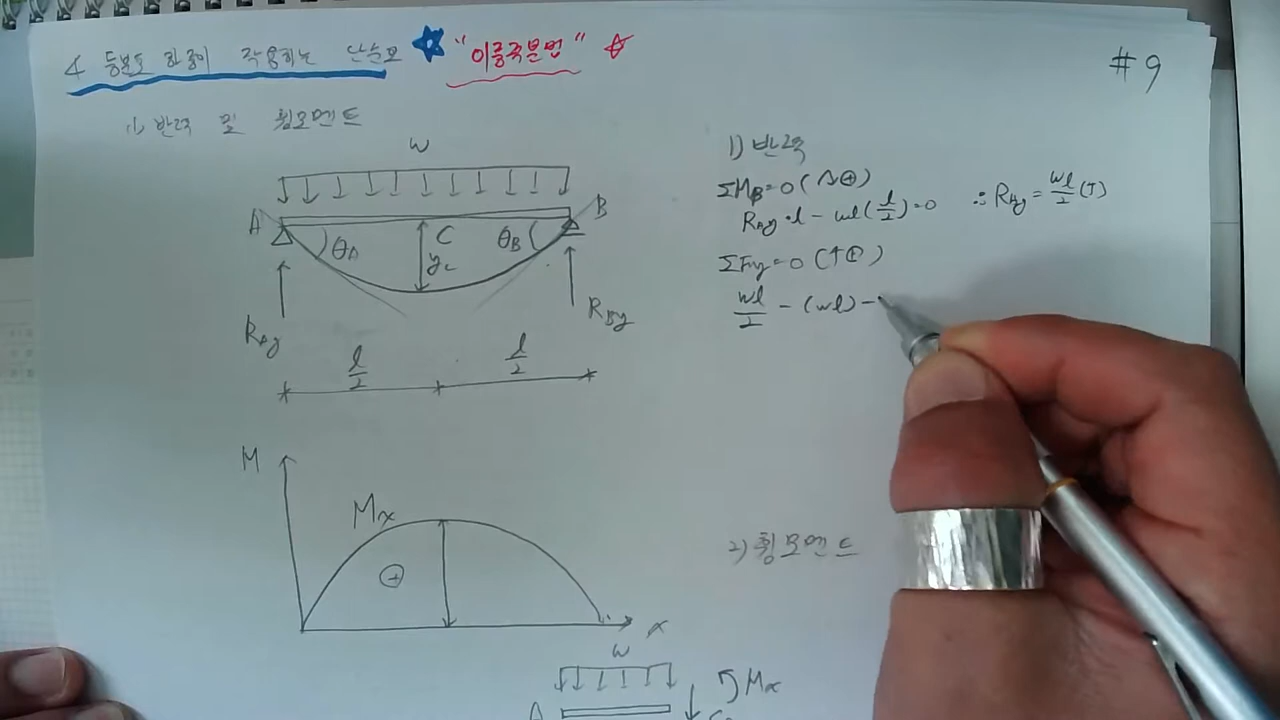 4 등분포 하중이 작용하는 단순보 "이중적분법"
#9
1) 반력 및 휨모멘트
w
A
B
θA
C
θB
yc
RAy
RBy
l/2
l/2
M
Mx
+
x
w
Mx
A
1) 반력
ΣMB=0 (↷⊕)
RAy·l - wl(l/2)=0 ∴RAy = wl/2 (↑)
ΣFy=0 (↑⊕)
wl/2 - (wl) -
2) 휨모멘트